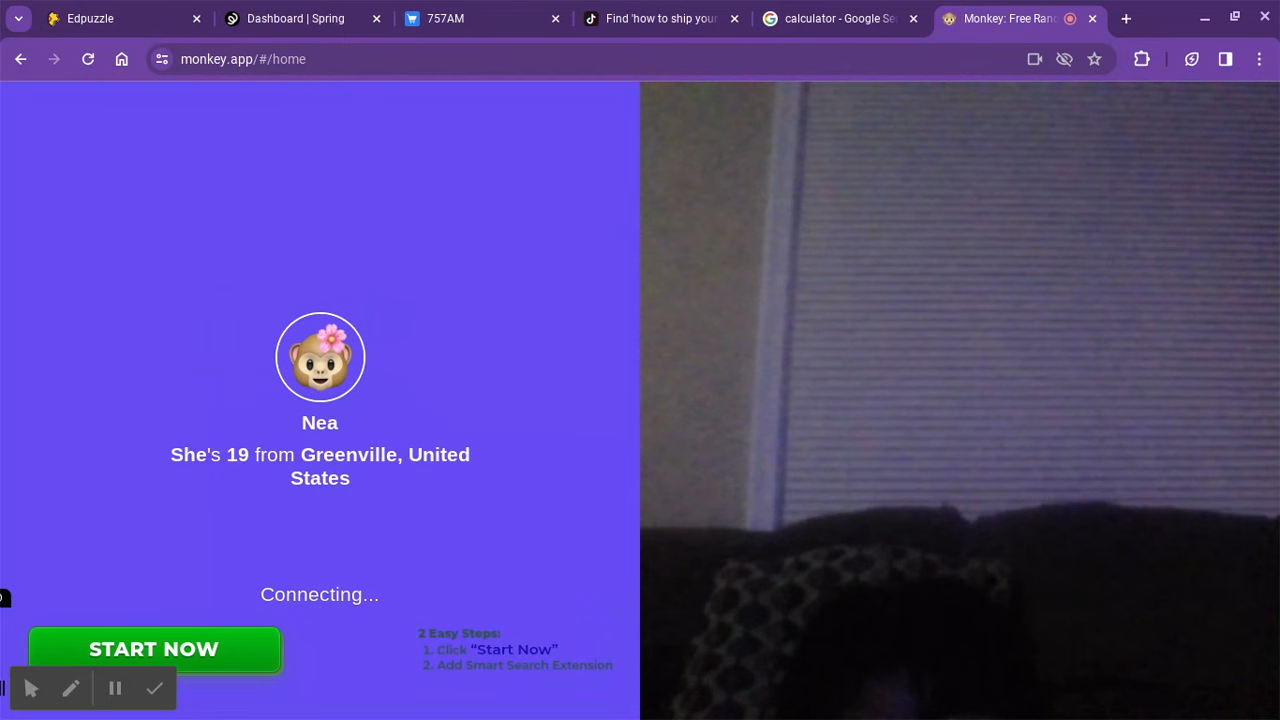 Edpuzzle
Dashboard | Spring
757AM
Find 'how to ship your
calculator - Google Se
Monkey: Free Ran
monkey.app/#/home
Nea
She's 19 from Greenville, United
States
Connecting...
START NOW
2 Easy Steps:
1. Click “Start Now”
2. Add Smart Search Extension